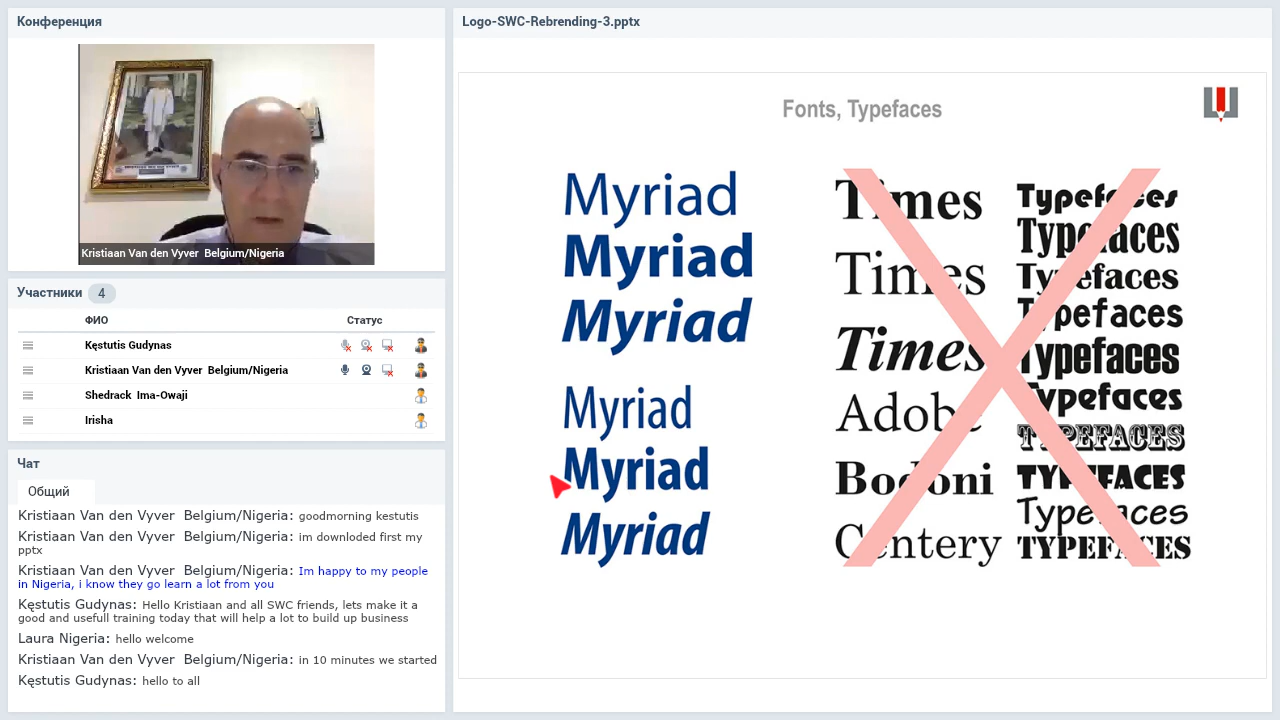 Конференция
Kristiaan Van den Vyver Belgium/Nigeria
Участники 4
ФИО Статус
Kęstutis Gudynas
Kristiaan Van den Vyver Belgium/Nigeria
Shedrack Ima-Owaji
Irisha
Чат
Общий
Kristiaan Van den Vyver Belgium/Nigeria: goodmorning kestutis
Kristiaan Van den Vyver Belgium/Nigeria: im downloded first my
pptx
Kristiaan Van den Vyver Belgium/Nigeria: Im happy to my people
in Nigeria, i know they go learn a lot from you
Kęstutis Gudynas: Hello Kristiaan and all SWC friends, lets make it a
good and usefull training today that will help a lot to build up business
Laura Nigeria: hello welcome
Kristiaan Van den Vyver Belgium/Nigeria: in 10 minutes we started
Kęstutis Gudynas: hello to all
Logo-SWC-Rebrending-3.pptx
Fonts, Typefaces
Myriad
Myriad
Myriad
Myriad
Myriad
Myriad
Times
Times
Times
Adobe
Bodoni
Centery
Typefaces
Typefaces
Typefaces
Typefaces
Typefaces
Typefaces
TYPEFACES
TYPEFACES
Typefaces
TYPEFACES